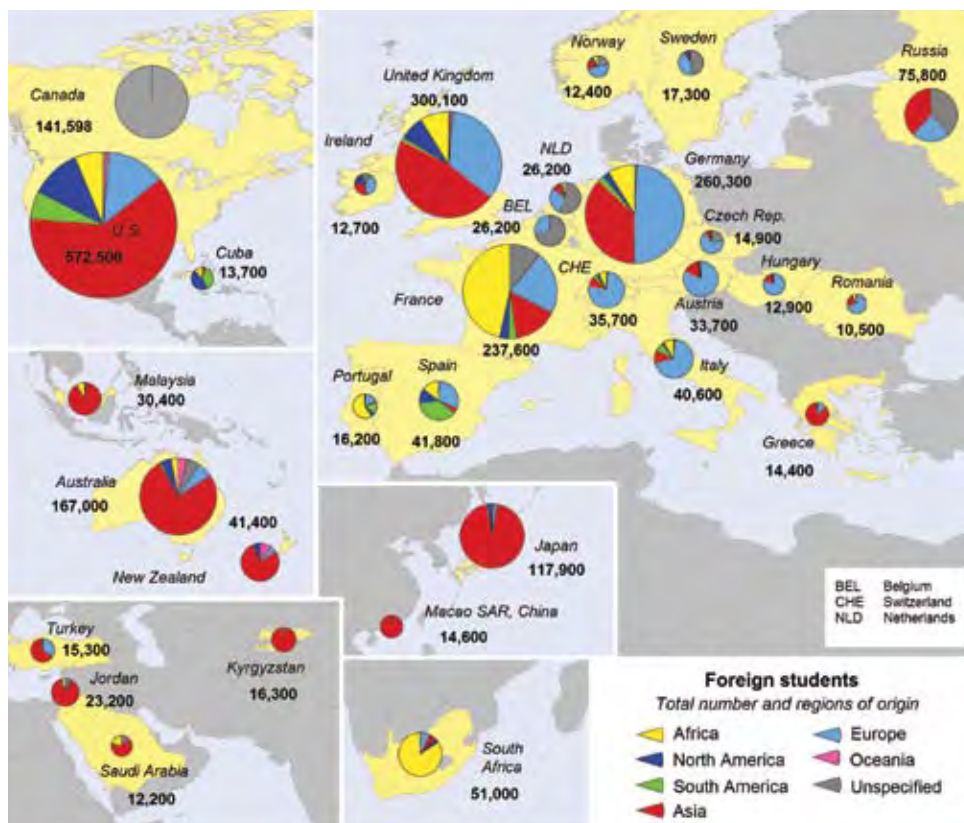 Canada
141,598
U.S.
572,500
Cuba
13,700
United Kingdom
300,100
Ireland
12,700
Norway
12,400
Sweden
17,300
Russia
75,800
NLD
26,200
BEL
26,200
Germany
260,300
Czech Rep.
14,900
Hungary
12,900
Romania
10,500
France
237,600
CHE
35,700
Austria
33,700
Italy
40,600
Portugal
16,200
Spain
41,800
Greece
14,400
Malaysia
30,400
Australia
167,000
41,400
New Zealand
Japan
117,900
Macao SAR, China
14,600
BEL Belgium
CHE Switzerland
NLD Netherlands
Turkey
15,300
Jordan
23,200
Saudi Arabia
12,200
Kyrgyzstan
16,300
South
Africa
51,000
Foreign students
Total number and regions of origin
Africa
North America
South America
Asia
Europe
Oceania
Unspecified